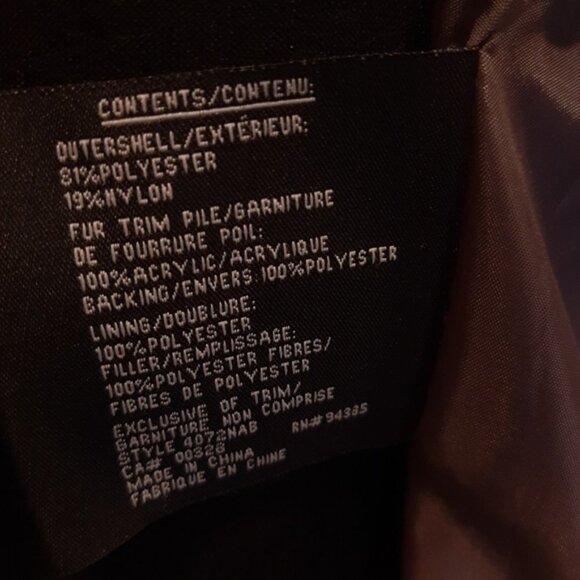 CONTENTS/CONTENU:
OUTERSHELL/EXTÉRIEUR:
81%POLYESTER
19%NYLON
FUR TRIM PILE/GARNITURE
DE FOURRURE POIL:
100%ACRYLIC/ACRYLIQUE
BACKING/ENVERS:100%POLYESTER
LINING/DOUBLURE:
100%POLYESTER
FILLER/REMPLISSAGE:
100%POLYESTER FIBRES/
FIBRES DE POLYESTER
EXCLUSIVE OF TRIM/
GARNITURE NON COMPRISE
STYLE 4072NAB RN# 94385
CA# 00326
MADE IN CHINA
FABRIQUE EN CHINE